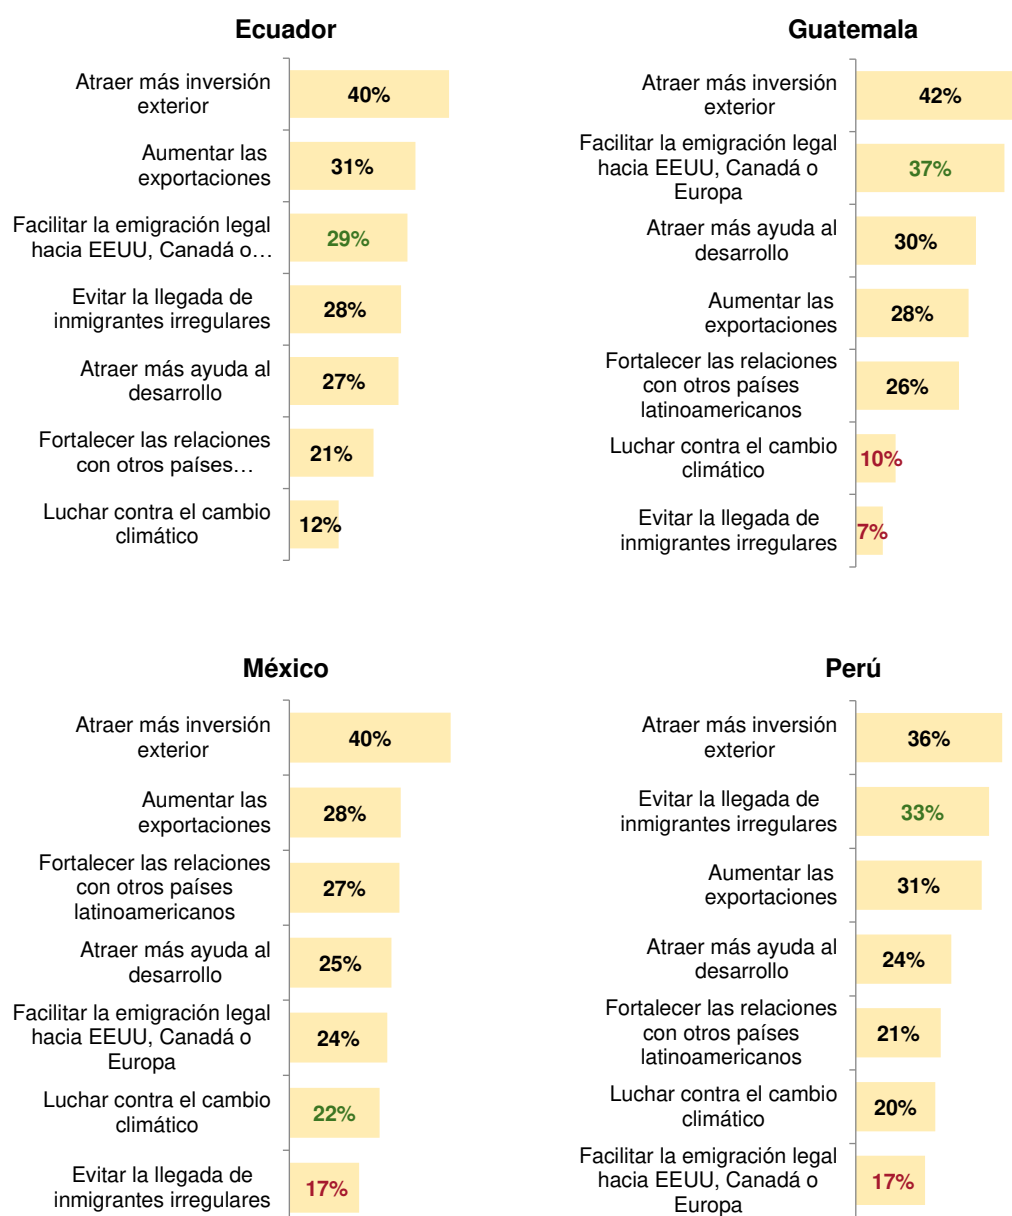 Ecuador
Atraer más inversión
exterior
40%
Aumentar las
exportaciones
31%
Facilitar la emigración legal
hacia EEUU, Canadá o…
29%
Evitar la llegada de
inmigrantes irregulares
28%
Atraer más ayuda al
desarrollo
27%
Fortalecer las relaciones
con otros países…
21%
Luchar contra el cambio
climático
12%
Guatemala
Atraer más inversión
exterior
42%
Facilitar la emigración legal
hacia EEUU, Canadá o
Europa
37%
Atraer más ayuda al
desarrollo
30%
Aumentar las
exportaciones
28%
Fortalecer las relaciones
con otros países
latinoamericanos
26%
Luchar contra el cambio
climático
10%
Evitar la llegada de
inmigrantes irregulares
7%
México
Atraer más inversión
exterior
40%
Aumentar las
exportaciones
28%
Fortalecer las relaciones
con otros países
latinoamericanos
27%
Atraer más ayuda al
desarrollo
25%
Facilitar la emigración legal
hacia EEUU, Canadá o
Europa
24%
Luchar contra el cambio
climático
22%
Evitar la llegada de
inmigrantes irregulares
17%
Perú
Atraer más inversión
exterior
36%
Evitar la llegada de
inmigrantes irregulares
33%
Aumentar las
exportaciones
31%
Atraer más ayuda al
desarrollo
24%
Fortalecer las relaciones
con otros países
latinoamericanos
21%
Luchar contra el cambio
climático
20%
Facilitar la emigración legal
hacia EEUU, Canadá o
Europa
17%